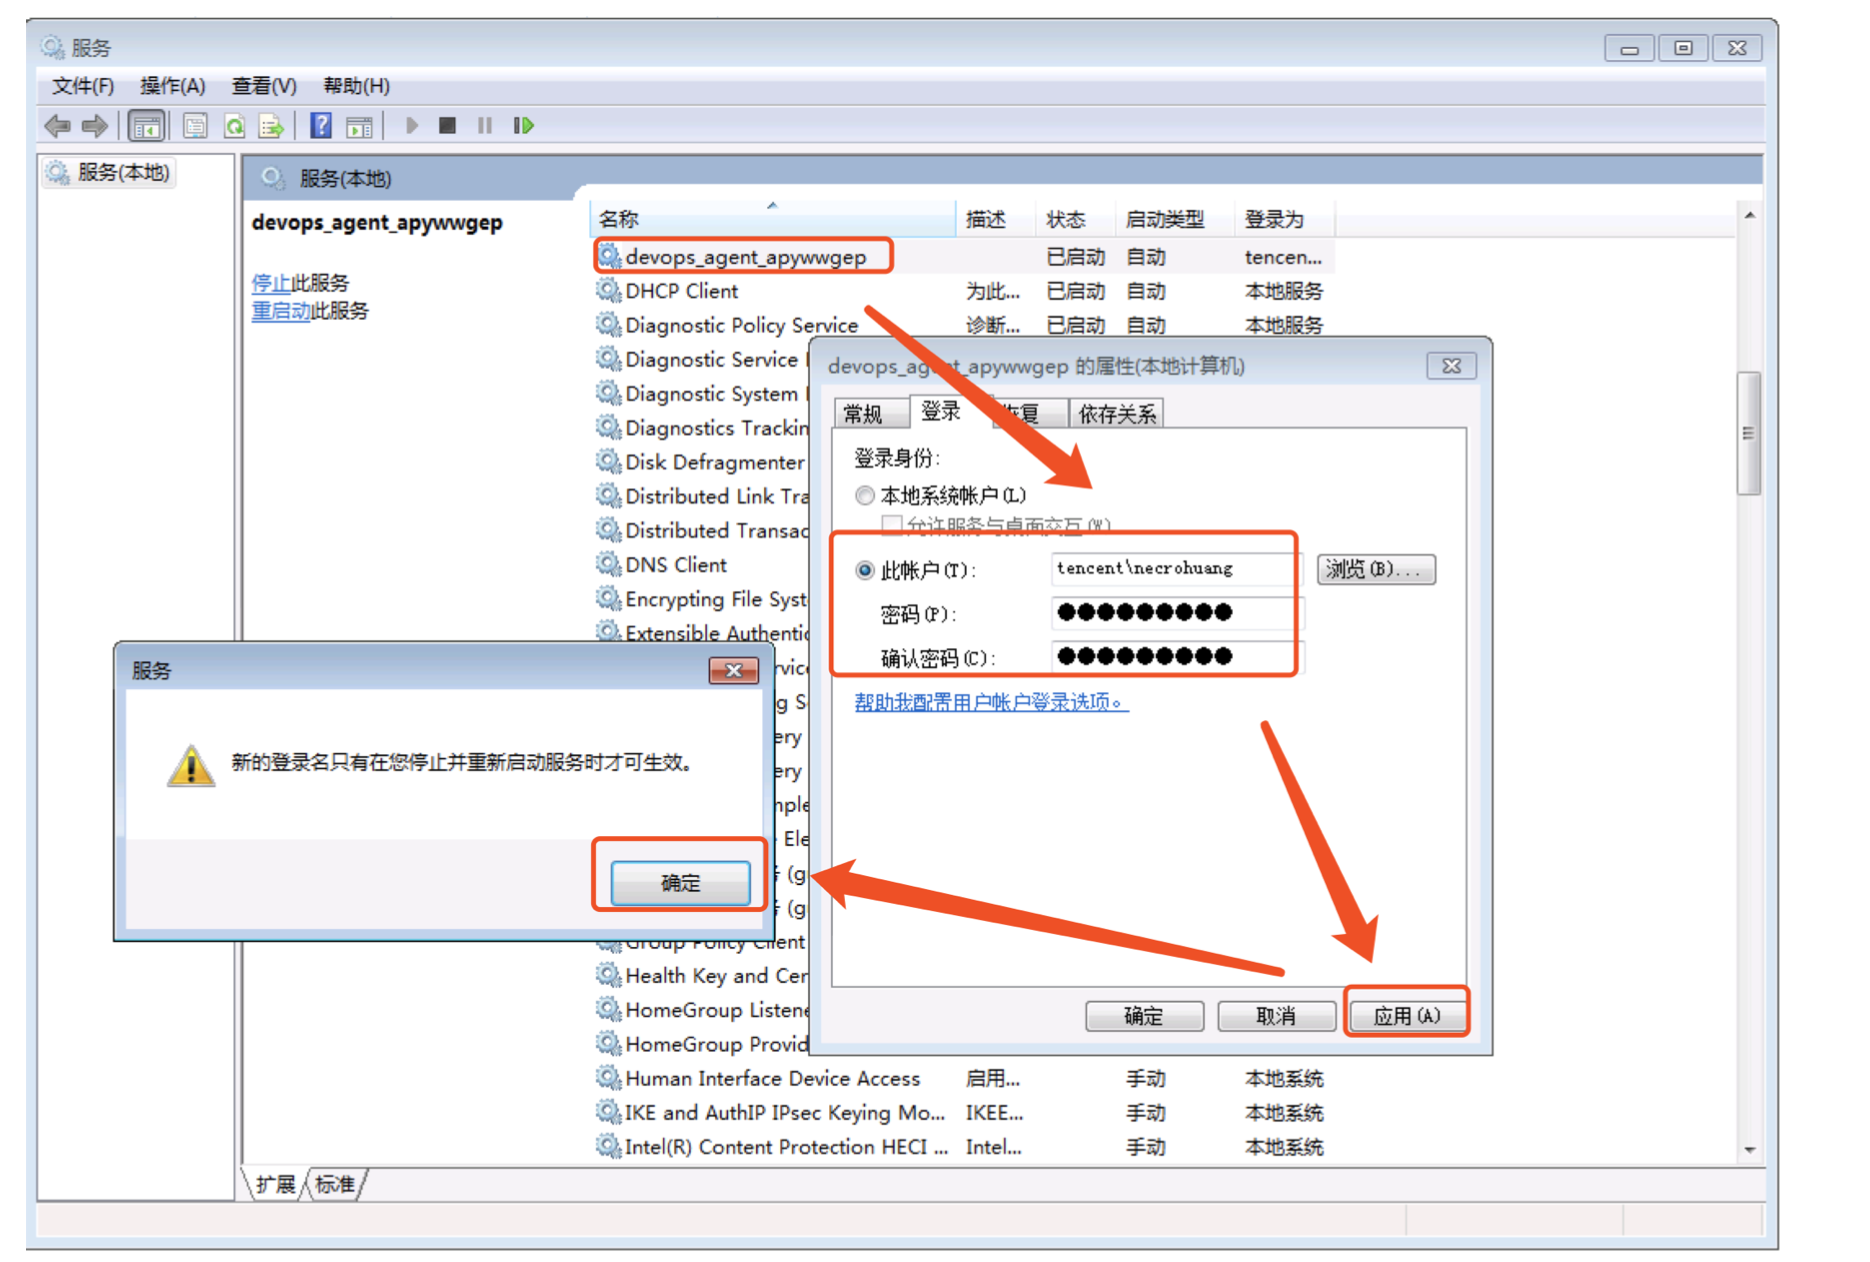 服务
文件(F) 操作(A) 查看(V) 帮助(H)
服务(本地)
服务(本地)
devops_agent_apywwgep
停止此服务
重启动此服务
名称 描述 状态 启动类型 登录为
devops_agent_apywwgep 已启动 自动 tencen...
DHCP Client 为此... 已启动 自动 本地服务
Diagnostic Policy Service 诊断... 已启动 自动 本地服务
Diagnostic Service
Diagnostic System
Diagnostics Trackin
Disk Defragmenter
Distributed Link Tra
Distributed Transac
DNS Client
Encrypting File Syst
Extensible Authentic
rvice
g S
ery
ery
mple
Ele
(g
(g
Group Policy Client
Health Key and Cer
HomeGroup Listene
HomeGroup Provid
Human Interface Device Access 启用... 手动 本地系统
IKE and AuthIP IPsec Keying Mo... IKEE... 手动 本地系统
Intel(R) Content Protection HECI ... Intel... 手动 本地系统
扩展 标准
devops_agent_apywwgep 的属性(本地计算机)
常规 登录 恢复 依存关系
登录身份:
本地系统帐户(L)
允许服务与桌面交互(W)
此帐户(T): tencent\necrohuang 浏览(B)...
密码(P): ●●●●●●●●●
确认密码(C): ●●●●●●●●●
帮助我配置用户帐户登录选项。
确定 取消 应用(A)
服务
新的登录名只有在您停止并重新启动服务时才可生效。
确定